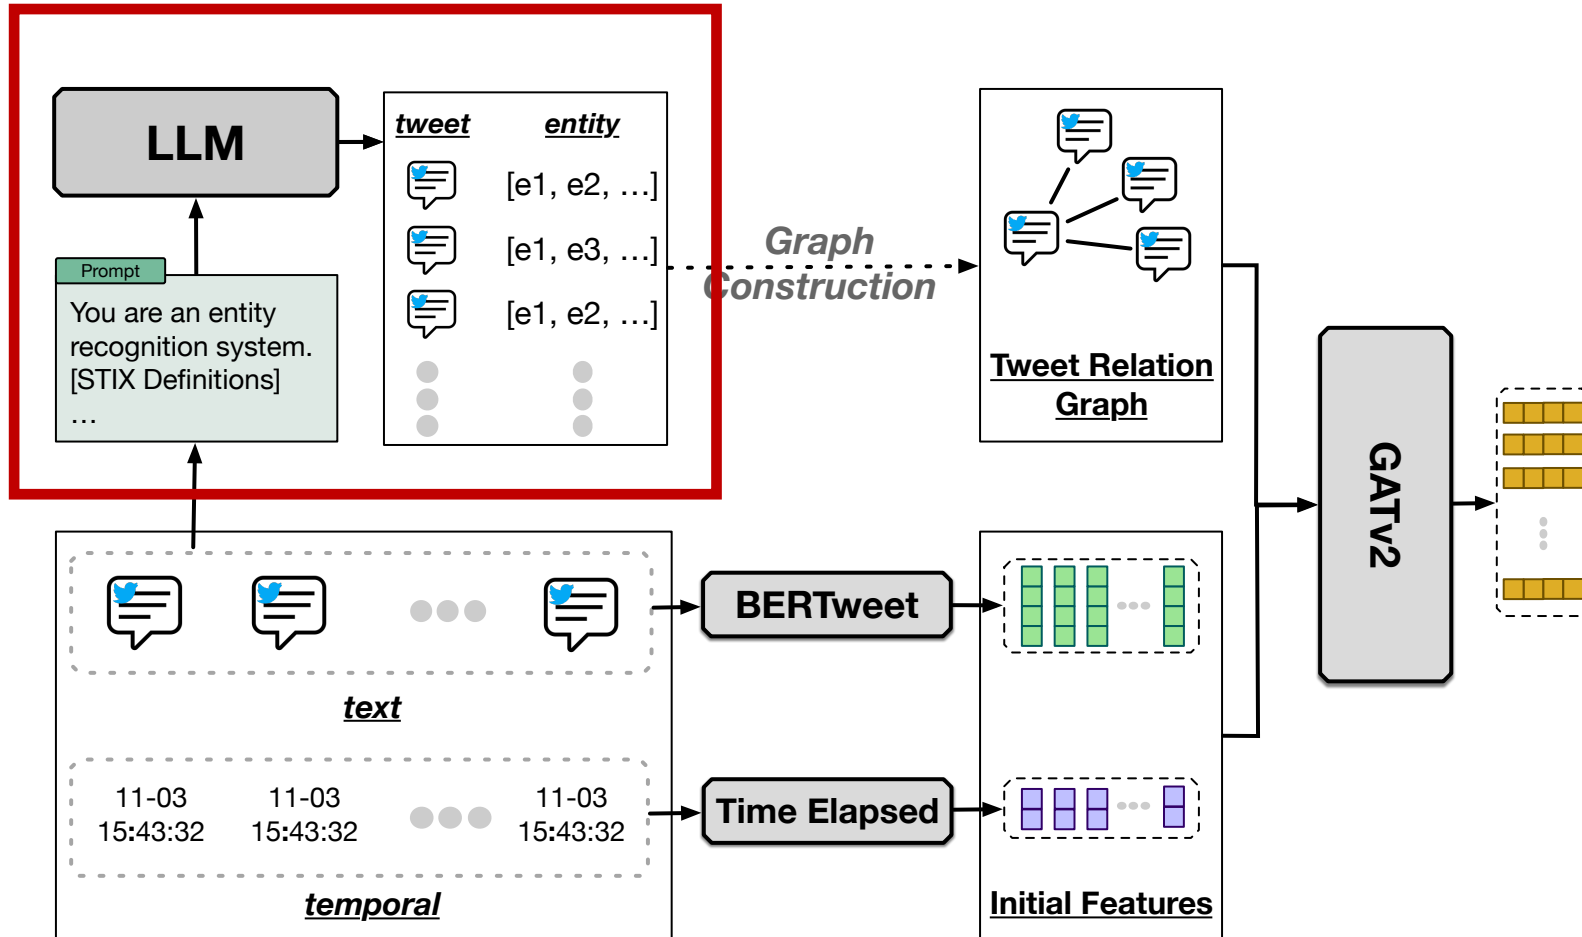 LLM
tweet entity
[e1, e2, …]
[e1, e3, …]
[e1, e2, …]
Prompt
You are an entity
recognition system.
[STIX Definitions]
…
Graph
Construction
Tweet Relation
Graph
GATv2
BERTweet
text
11-03 11-03 11-03
15:43:32 15:43:32 15:43:32
Time Elapsed
temporal
Initial Features